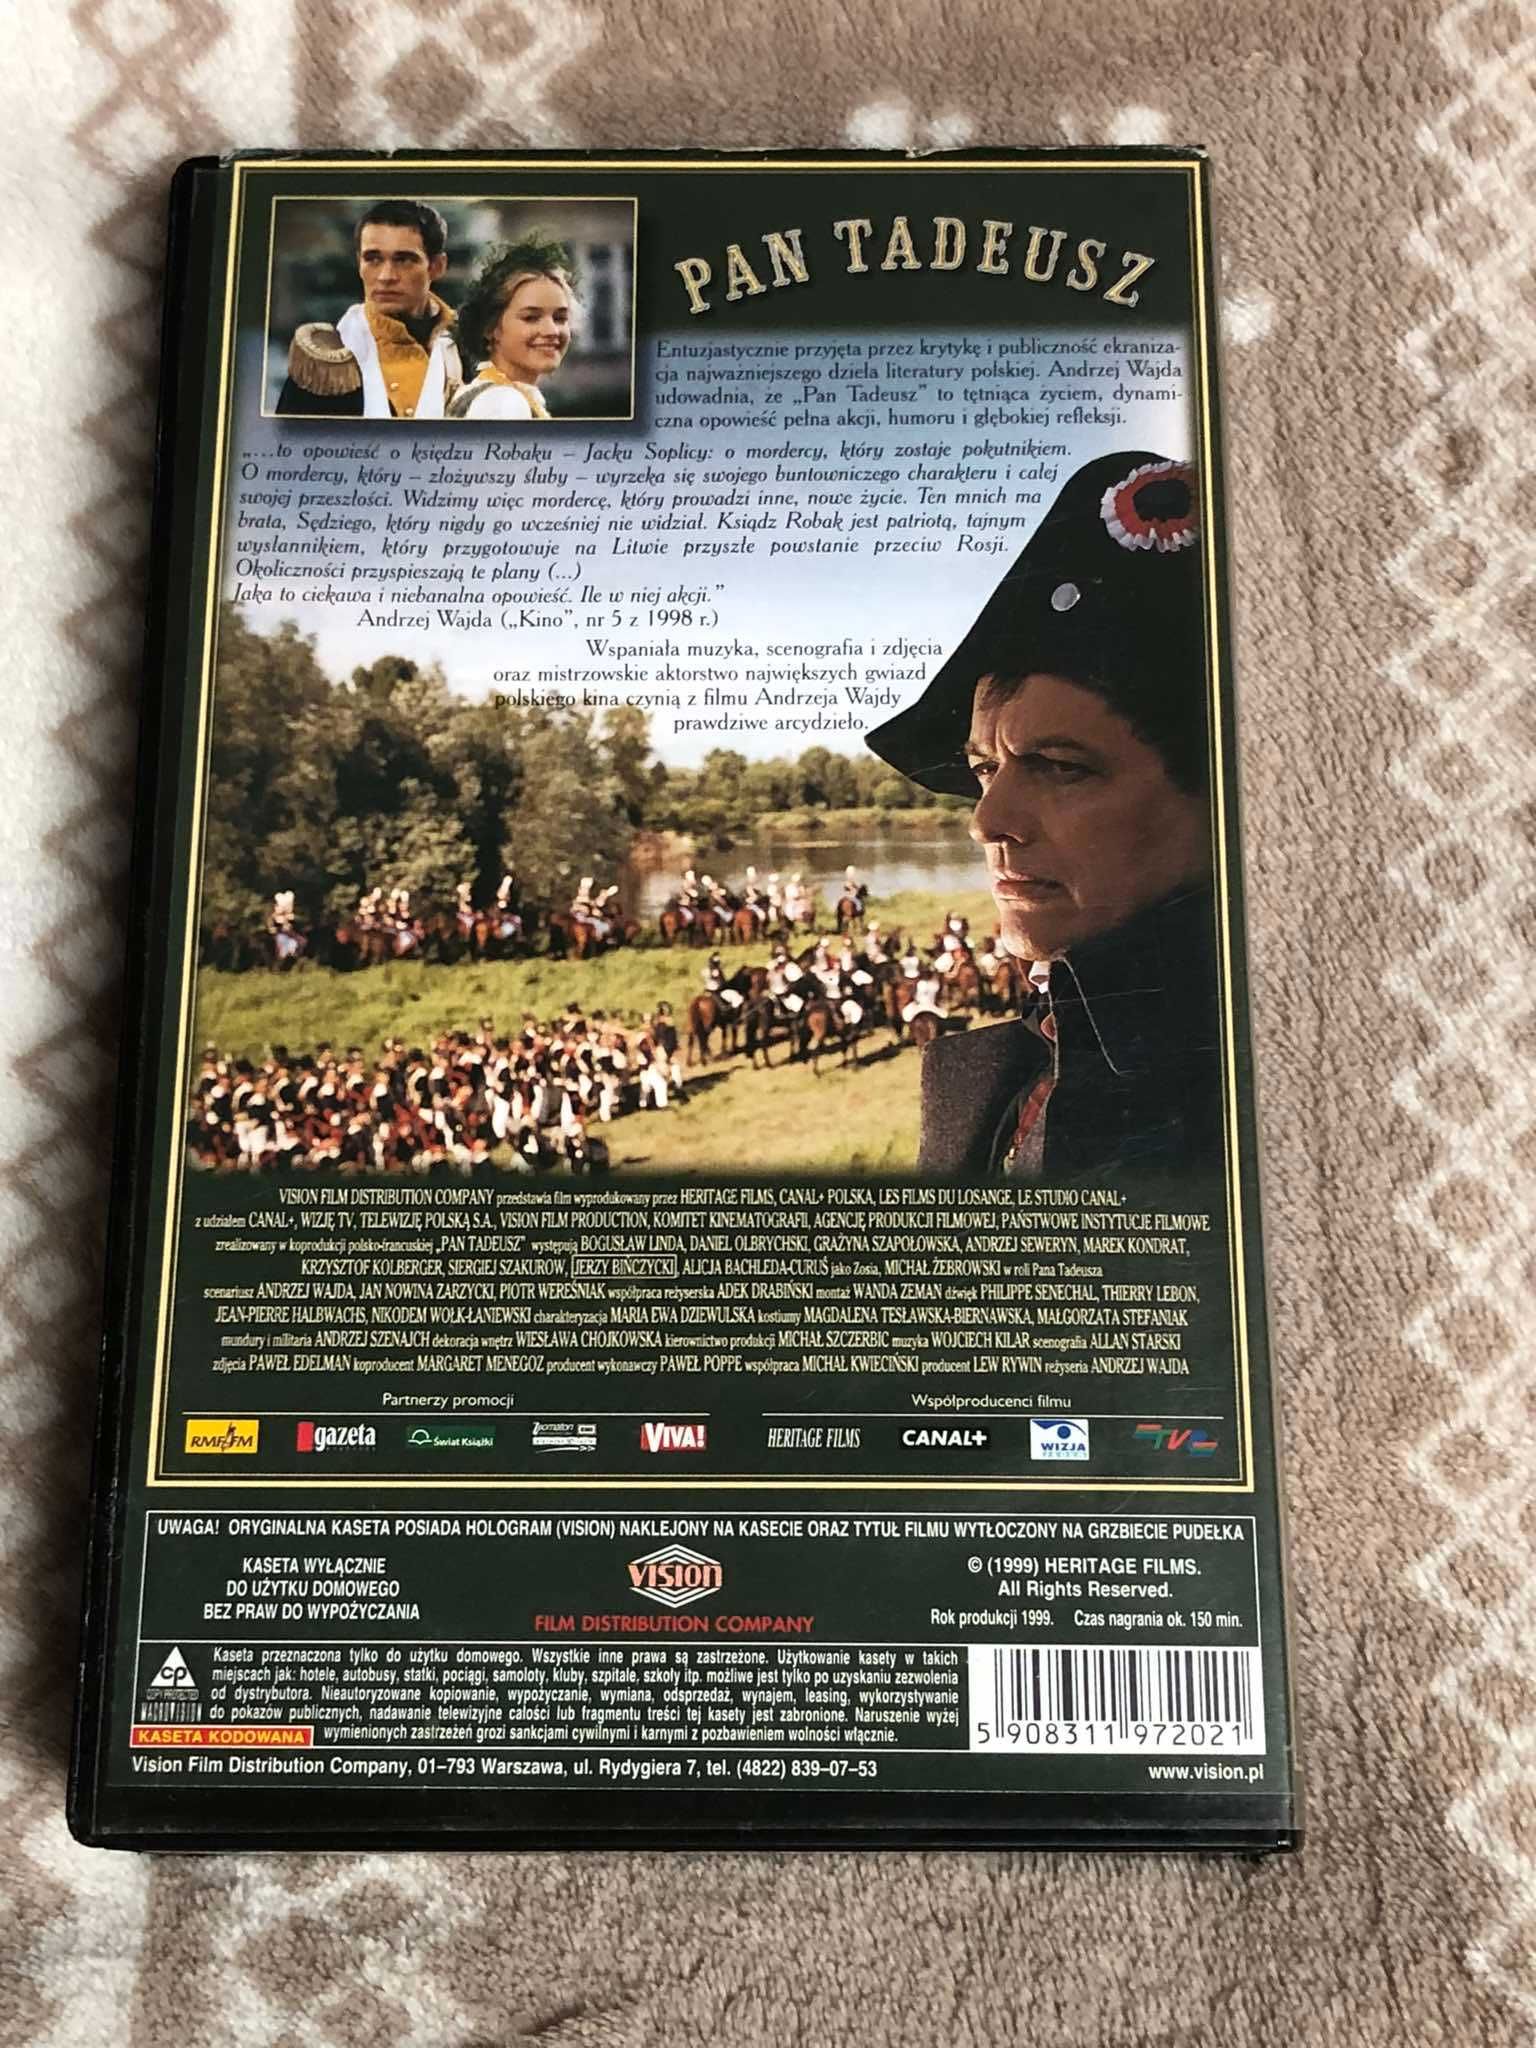 PAN TADEUSZ
Entuzjastycznie przyjęta przez krytykę i publiczność ekraniza-
cja najważniejszego dzieła literatury polskiej. Andrzej Wajda
udowadnia, że „Pan Tadeusz” to tętniąca życiem, dynami-
czna opowieść pełna akcji, humoru i głębokiej refleksji.
„...to opowieść o księdzu Robaku – Jacku Soplicy: o mordercy, który zostaje pokutnikiem.
O mordercy, który – złożywszy śluby – wyrzeka się swojego buntowniczego charakteru i całej
swojej przeszłości. Widzimy więc mordercę, który prowadzi inne, nowe życie. Ten mnich ma
brata, Sędziego, który nigdy go wcześniej nie widział. Ksiądz Robak jest patriotą, tajnym
wysłannikiem, który przygotowuje na Litwie przyszłe powstanie przeciw Rosji.
Okoliczności przyspieszają te plany (...)
Jaka to ciekawa i niebanalna opowieść. Ile w niej akcji.”
Andrzej Wajda („Kino”, nr 5 z 1998 r.)
Wspaniała muzyka, scenografia i zdjęcia
oraz mistrzowskie aktorstwo największych gwiazd
polskiego kina czynią z filmu Andrzeja Wajdy
prawdziwe arcydzieło.
VISION FILM DISTRIBUTION COMPANY przedstawia film wyprodukowany przez HERITAGE FILMS, CANAL+ POLSKA, LES FILMS DU LOSANGE, LE STUDIO CANAL+
z udziałem CANAL+, WIZJĘ TV, TELEWIZJĘ POLSKĄ S.A., VISION FILM PRODUCTION, KOMITET KINEMATOGRAFII, AGENCJĘ PRODUKCJI FILMOWEJ, PAŃSTWOWE INSTYTUCJE FILMOWE
zrealizowany w koprodukcji polsko-francuskiej „PAN TADEUSZ” występują BOGUSŁAW LINDA, DANIEL OLBRYCHSKI, GRAŻYNA SZAPOŁOWSKA, ANDRZEJ SEWERYN, MAREK KONDRAT,
KRZYSZTOF KOLBERGER, SIERGIEJ SZAKUROW, JERZY BIŃCZYCKI, ALICJA BACHLEDA-CURUŚ jako Zosia, MICHAŁ ŻEBROWSKI w roli Pana Tadeusza
scenariusz ANDRZEJ WAJDA, JAN NOWINA ZARZYCKI, PIOTR WEREŚNIAK współpraca reżyserska ADEK DRABIŃSKI montaż WANDA ZEMAN dźwięk PHILIPPE SENECHAL, THIERRY LEBON,
JEAN-PIERRE HALBWACHS, NIKODEM WOŁK-ŁANIEWSKI charakteryzacja MARIA EWA DZIEWULSKA kostiumy MAGDALENA TESŁAWSKA-BIERNAWSKA, MAŁGORZATA STEFANIAK
mundury i militaria ANDRZEJ SZENAJCH dekoracja wnętrz WIESŁAWA CHOJKOWSKA kierownictwo produkcji MICHAŁ SZCZERBIC muzyka WOJCIECH KILAR scenografia ALLAN STARSKI
zdjęcia PAWEŁ EDELMAN koproducent MARGARET MENEGOZ producent wykonawczy PAWEŁ POPPE współpraca MICHAŁ KWIECIŃSKI producent LEW RYWIN reżyseria ANDRZEJ WAJDA
Partnerzy promocji
Współproducenci filmu
RMF FM gazeta Świat Książki VIVA! HERITAGE FILMS CANAL+ WIZJA TVP
UWAGA! ORYGINALNA KASETA POSIADA HOLOGRAM (VISION) NAKLEJONY NA KASECIE ORAZ TYTUŁ FILMU WYTŁOCZONY NA GRZBIECIE PUDEŁKA
KASETA WYŁĄCZNIE
DO UŻYTKU DOMOWEGO
BEZ PRAW DO WYPOŻYCZANIA
VISION
FILM DISTRIBUTION COMPANY
© (1999) HERITAGE FILMS.
All Rights Reserved.
Rok produkcji 1999. Czas nagrania ok. 150 min.
cp
COPY PROTECTED
MACROVISION
KASETA KODOWANA
Kaseta przeznaczona tylko do użytku domowego. Wszystkie inne prawa są zastrzeżone. Użytkowanie kasety w takich
miejscach jak: hotele, autobusy, statki, pociągi, samoloty, kluby, szpitale, szkoły itp. możliwe jest tylko po uzyskaniu zezwolenia
od dystrybutora. Nieautoryzowane kopiowanie, wypożyczanie, wymiana, odsprzedaż, wynajem, leasing, wykorzystywanie
do pokazów publicznych, nadawanie telewizyjne całości lub fragmentu treści tej kasety jest zabronione. Naruszenie wyżej
wymienionych zastrzeżeń grozi sankcjami cywilnymi i karnymi z pozbawieniem wolności włącznie.
5 908311 972021
Vision Film Distribution Company, 01–793 Warszawa, ul. Rydygiera 7, tel. (4822) 839–07–53
www.vision.pl